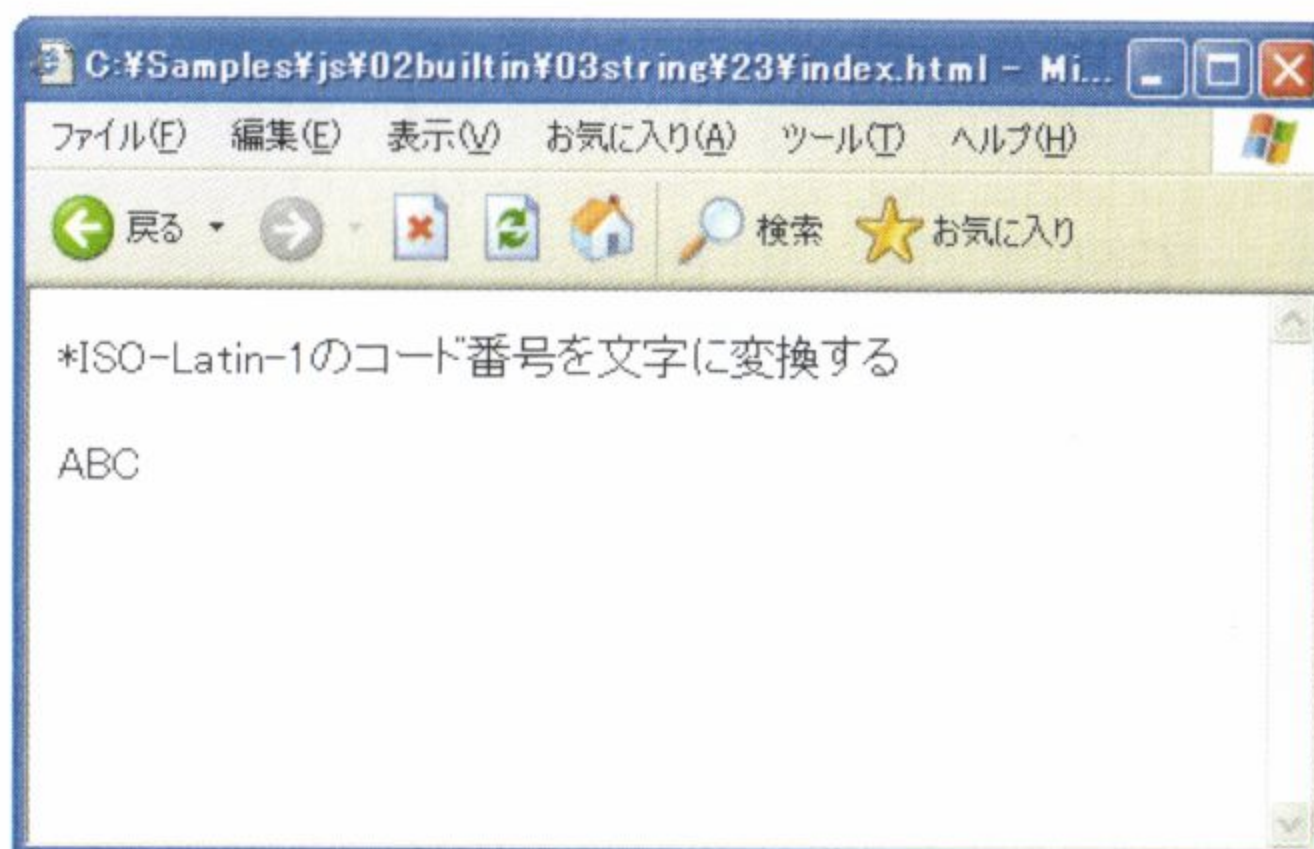 C:¥Samples¥js¥02builtin¥03string¥23¥index.html - Mi...
ファイル(F) 編集(E) 表示(V) お気に入り(A) ツール(T) ヘルプ(H)
戻る 検索 お気に入り
*ISO-Latin-1のコード番号を文字に変換する
ABC